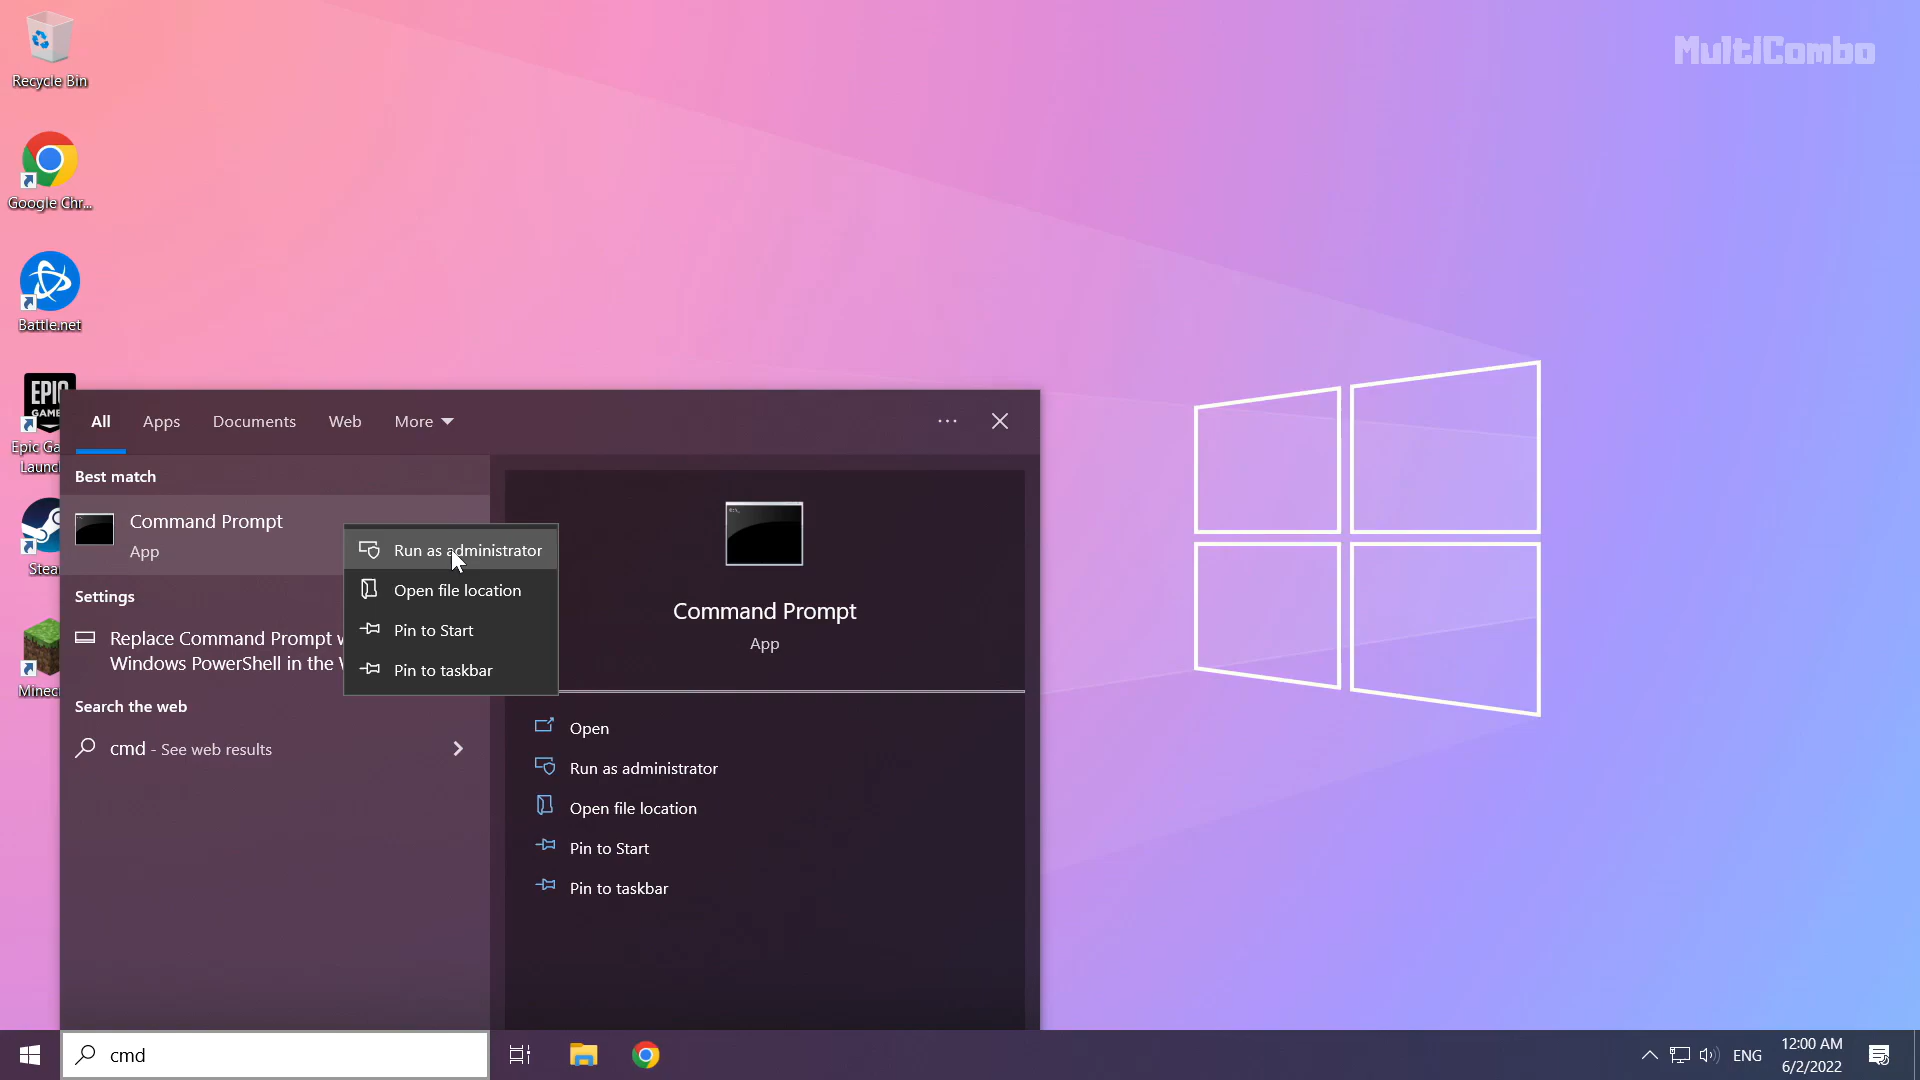 MultiCombo
Recycle Bin
Google Chr...
Battle.net
EPIC
GAME
Epic Ga
Launc
Stea
Minec
All
Apps
Documents
Web
More
Best match
Command Prompt
App
Settings
Replace Command Prompt
Windows PowerShell in the
Search the web
cmd - See web results
Run as administrator
Open file location
Pin to Start
Pin to taskbar
Command Prompt
App
Open
Run as administrator
Open file location
Pin to Start
Pin to taskbar
cmd
ENG
12:00 AM
6/2/2022